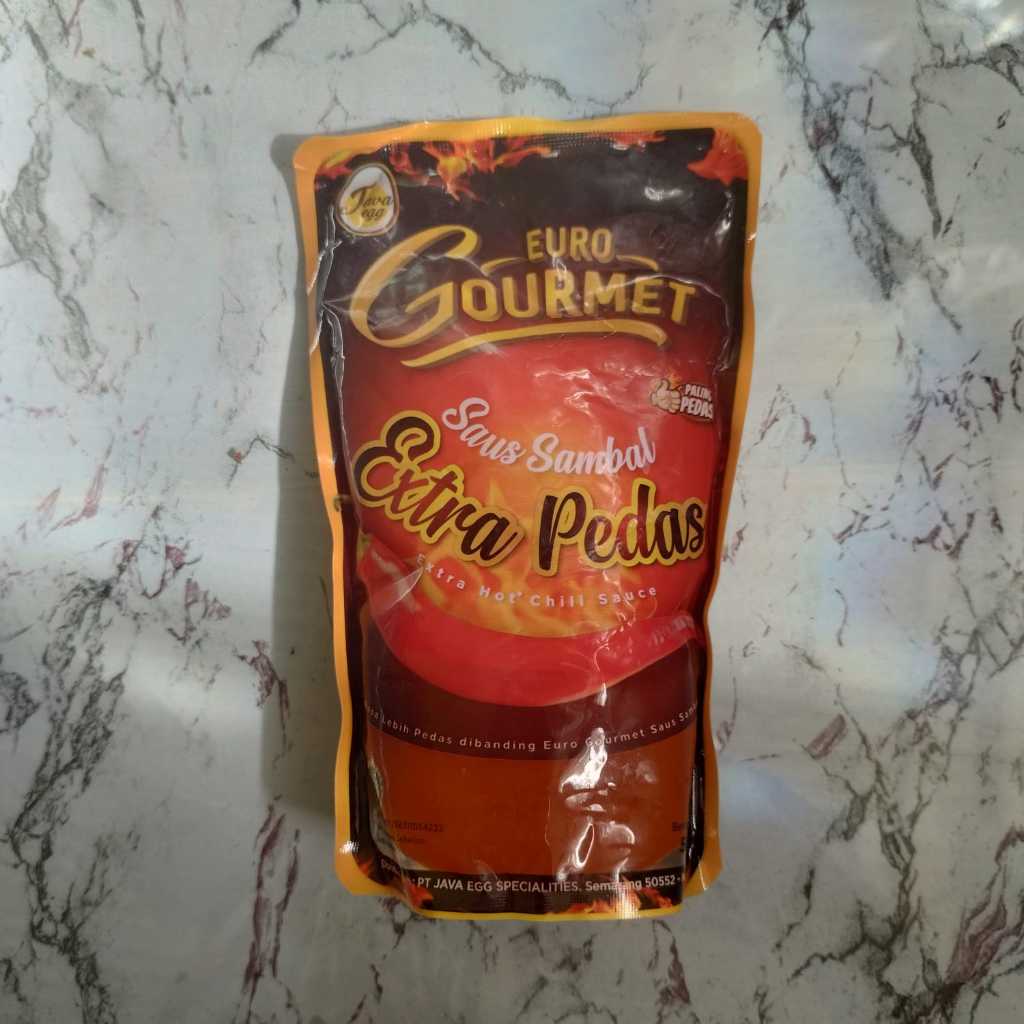 Java
egg
EURO
GOURMET
PALING
PEDAS
Saus Sambal
Extra Pedas
Extra Hot Chili Sauce
Lebih Pedas dibanding Euro Gourmet Saus
PT JAVA EGG SPECIALITIES. Semarang 50552 -